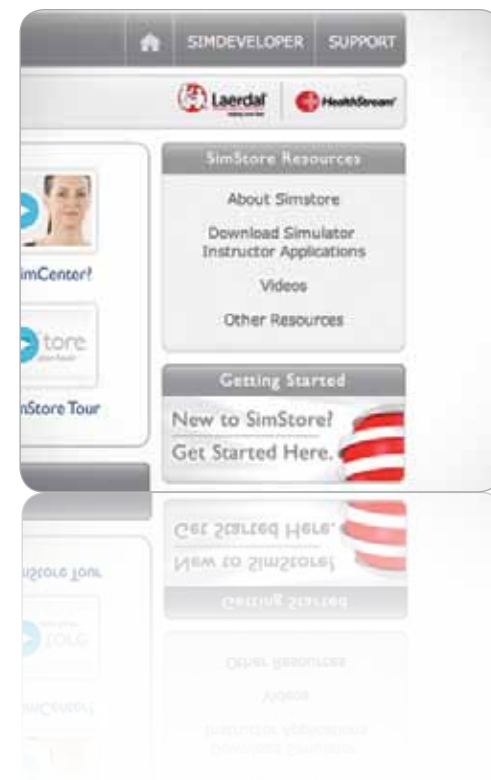 SIMDEVELOPER SUPPORT
Laerdal
HealthStream
SimStore Resources
About Simstore
Download Simulator
Instructor Applications
Videos
Other Resources
imCenter?
tore
mStore Tour
Getting Started
New to SimStore?
Get Started Here.